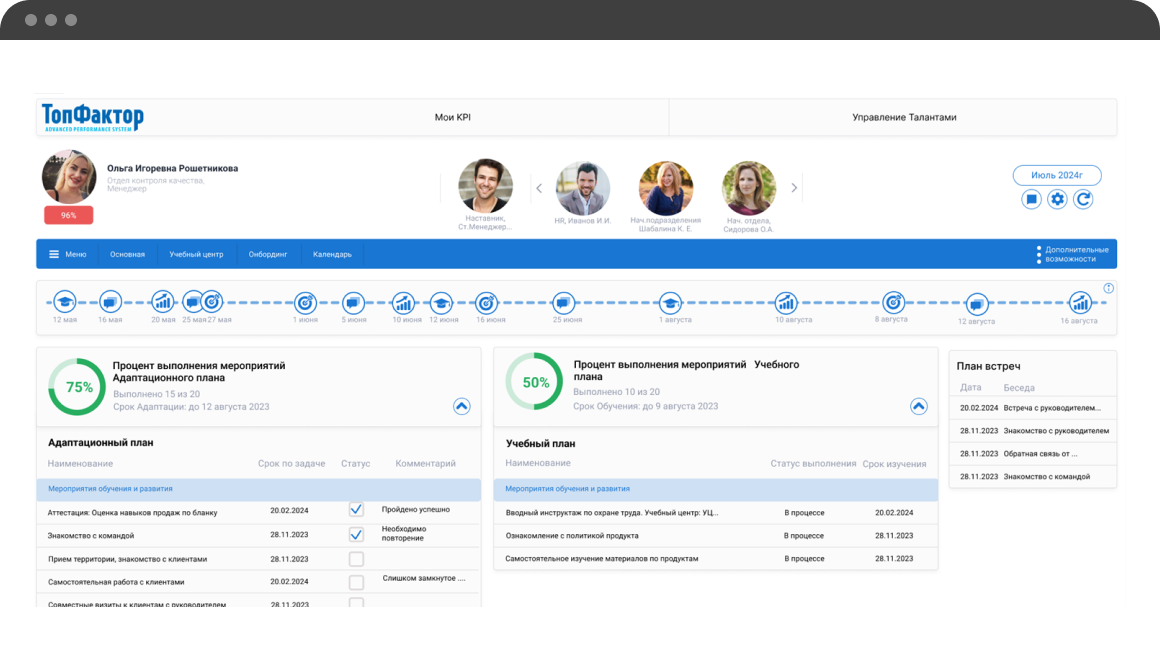 ТопФактор
ADVANCED PERFORMANCE SYSTEM
Мои KPI
Управление Талантами
Ольга Игоревна Рошетникова
Отдел контроля качества,
Менеджер
96%
Наставник,
Ст.Менеджер...
HR, Иванов И.И.
Нач.подразделения
Шабалина К. Е.
Нач. отдела,
Сидорова О.А.
Июль 2024г
Меню
Основная
Учебный центр
Онбординг
Календарь
Дополнительные
возможности
12 мая
16 мая
20 мая
25 мая
27 мая
1 июня
5 июня
10 июня
12 июня
16 июня
25 июня
1 августа
10 августа
8 августа
12 августа
16 августа
75%
Процент выполнения мероприятий
Адаптационного плана
Выполнено 15 из 20
Срок Адаптации: до 12 августа 2023
Адаптационный план
Наименование Срок по задаче Статус Комментарий
Мероприятия обучения и развития
Аттестация: Оценка навыков продаж по бланку 20.02.2024 Пройдено успешно
Знакомство с командой 28.11.2023 Необходимо
повторение
Прием территории, знакомство с клиентами 28.11.2023
Самостоятельная работа с клиентами 20.02.2024 Слишком замкнутое ....
Совместные визиты к клиентам с руководителем 28.11.2023
50%
Процент выполнения мероприятий Учебного
плана
Выполнено 10 из 20
Срок Обучения: до 9 августа 2023
Учебный план
Наименование Статус выполнения Срок изучения
Мероприятия обучения и развития
Вводный инструктаж по охране труда. Учебный центр: УЦ... В процессе 20.02.2024
Ознакомление с политикой продукта В процессе 28.11.2023
Самостоятельное изучение материалов по продуктам В процессе 28.11.2023
План встреч
Дата Беседа
20.02.2024 Встреча с руководителем...
28.11.2023 Знакомство с руководителем
28.11.2023 Обратная связь от ...
28.11.2023 Знакомство с командой